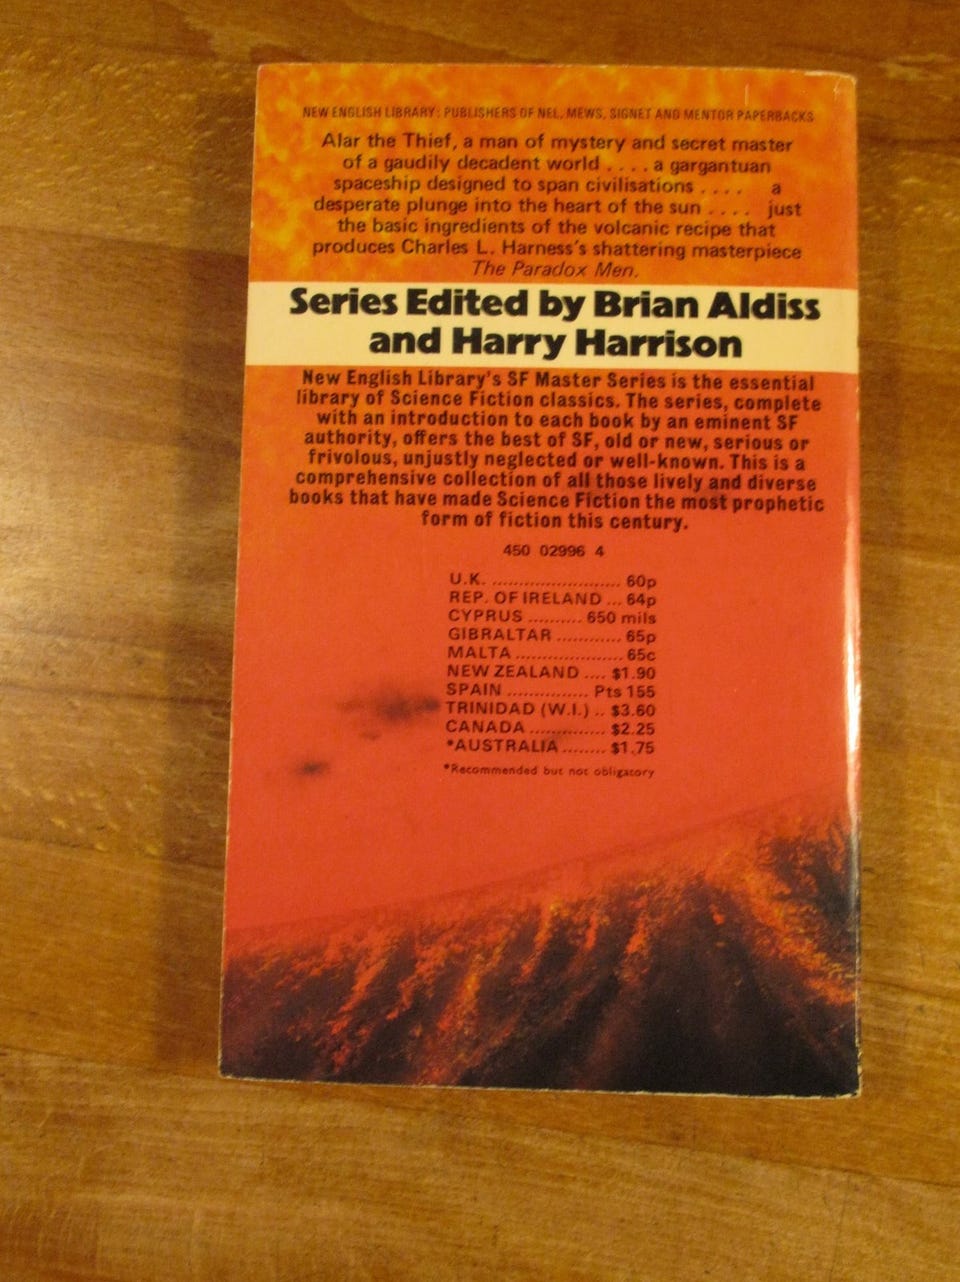 NEW ENGLISH LIBRARY: PUBLISHERS OF NEL, MEWS, SIGNET AND MENTOR PAPERBACKS
Alar the Thief, a man of mystery and secret master
of a gaudily decadent world . . . . a gargantuan
spaceship designed to span civilisations . . . . a
desperate plunge into the heart of the sun . . . . just
the basic ingredients of the volcanic recipe that
produces Charles L. Harness's shattering masterpiece
The Paradox Men.
Series Edited by Brian Aldiss
and Harry Harrison
New English Library's SF Master Series is the essential
library of Science Fiction classics. The series, complete
with an introduction to each book by an eminent SF
authority, offers the best of SF, old or new, serious or
frivolous, unjustly neglected or well-known. This is a
comprehensive collection of all those lively and diverse
books that have made Science Fiction the most prophetic
form of fiction this century.
450 02996 4
U.K. ........................ 60p
REP. OF IRELAND ... 64p
CYPRUS .......... 650 mils
GIBRALTAR ............ 65p
MALTA .................... 65c
NEW ZEALAND .... $1.90
SPAIN ............... Pts 155
TRINIDAD (W.I.) .. $3.60
CANADA .............. $2.25
*AUSTRALIA ........ $1.75
*Recommended but not obligatory